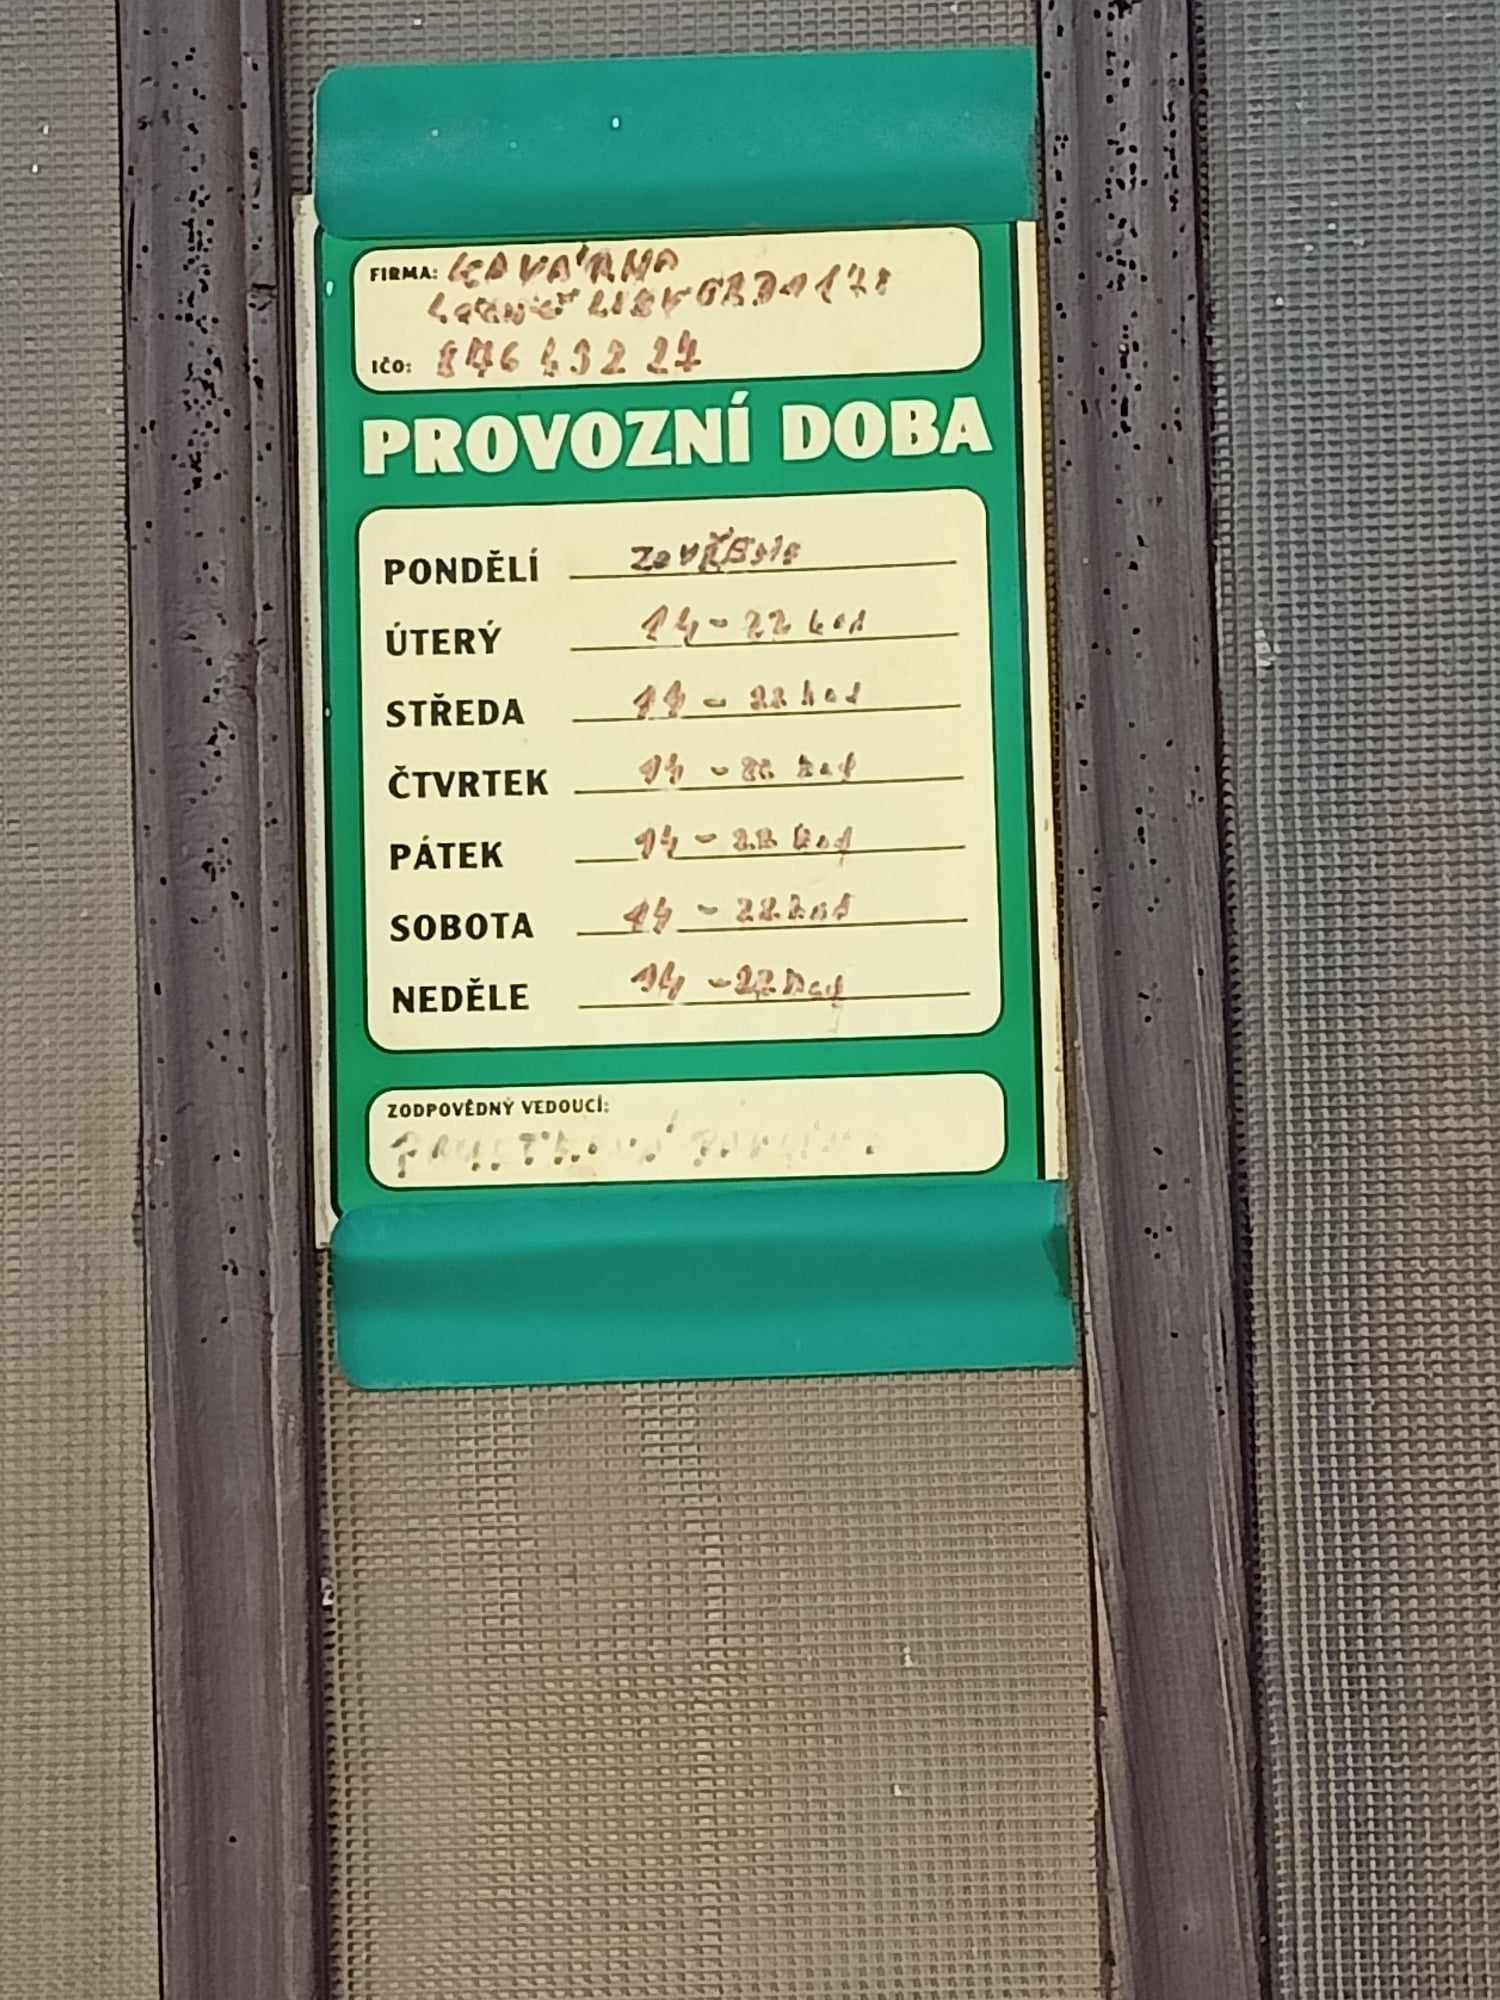 FIRMA: KAVÁRNA
178
IČO:
PROVOZNÍ DOBA
PONDĚLÍ ZAVŘENO
ÚTERÝ 14 - 22 hod
STŘEDA 14 - 22 hod
ČTVRTEK 14 - 22 hod
PÁTEK 14 - 22 hod
SOBOTA 14 - 22 hod
NEDĚLE 14 - 22 hod
ZODPOVĚDNÝ VEDOUCÍ: